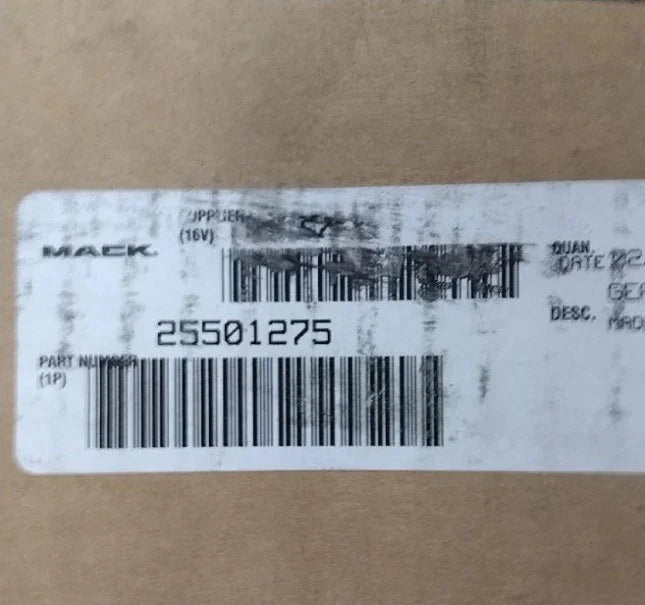 SUPPLIER
(16V)
MACK.
QUAN.
DATE
DESC.
25501275
PART NUMBER
(1P)